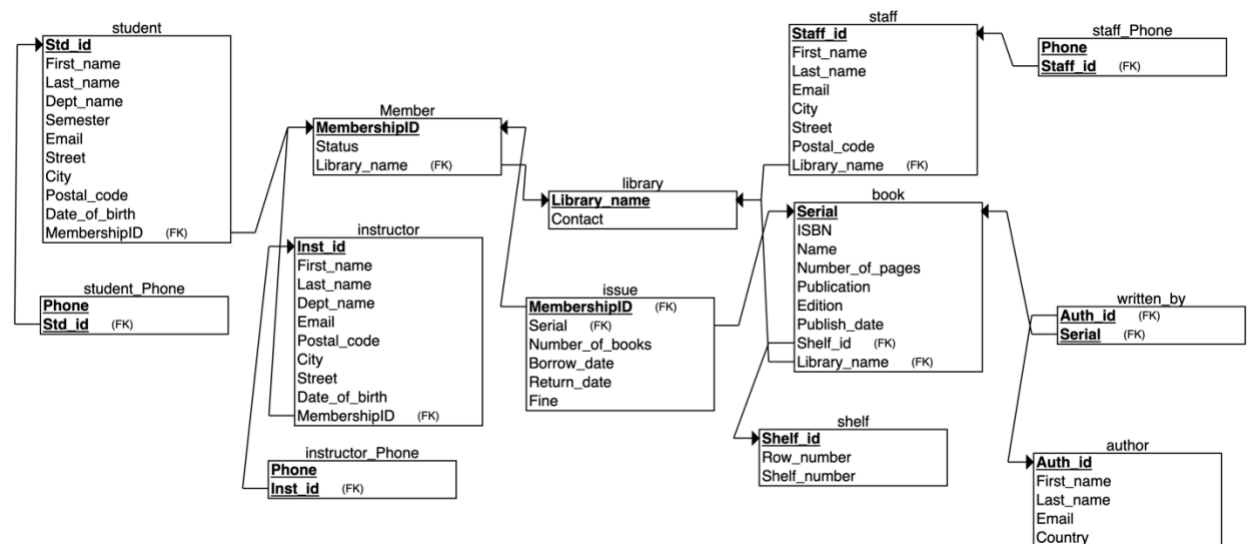 student
Std_id
First_name
Last_name
Dept_name
Semester
Email
Street
City
Postal_code
Date_of_birth
MembershipID (FK)
student_Phone
Phone
Std_id (FK)
Member
MembershipID
Status
Library_name (FK)
instructor
Inst_id
First_name
Last_name
Dept_name
Email
Postal_code
City
Street
Date_of_birth
MembershipID (FK)
instructor_Phone
Phone
Inst_id (FK)
library
Library_name
Contact
issue
MembershipID (FK)
Serial (FK)
Number_of_books
Borrow_date
Return_date
Fine
staff
Staff_id
First_name
Last_name
Email
City
Street
Postal_code
Library_name (FK)
book
Serial
ISBN
Name
Number_of_pages
Publication
Edition
Publish_date
Shelf_id (FK)
Library_name (FK)
shelf
Shelf_id
Row_number
Shelf_number
staff_Phone
Phone
Staff_id (FK)
written_by
Auth_id (FK)
Serial (FK)
author
Auth_id
First_name
Last_name
Email
Country